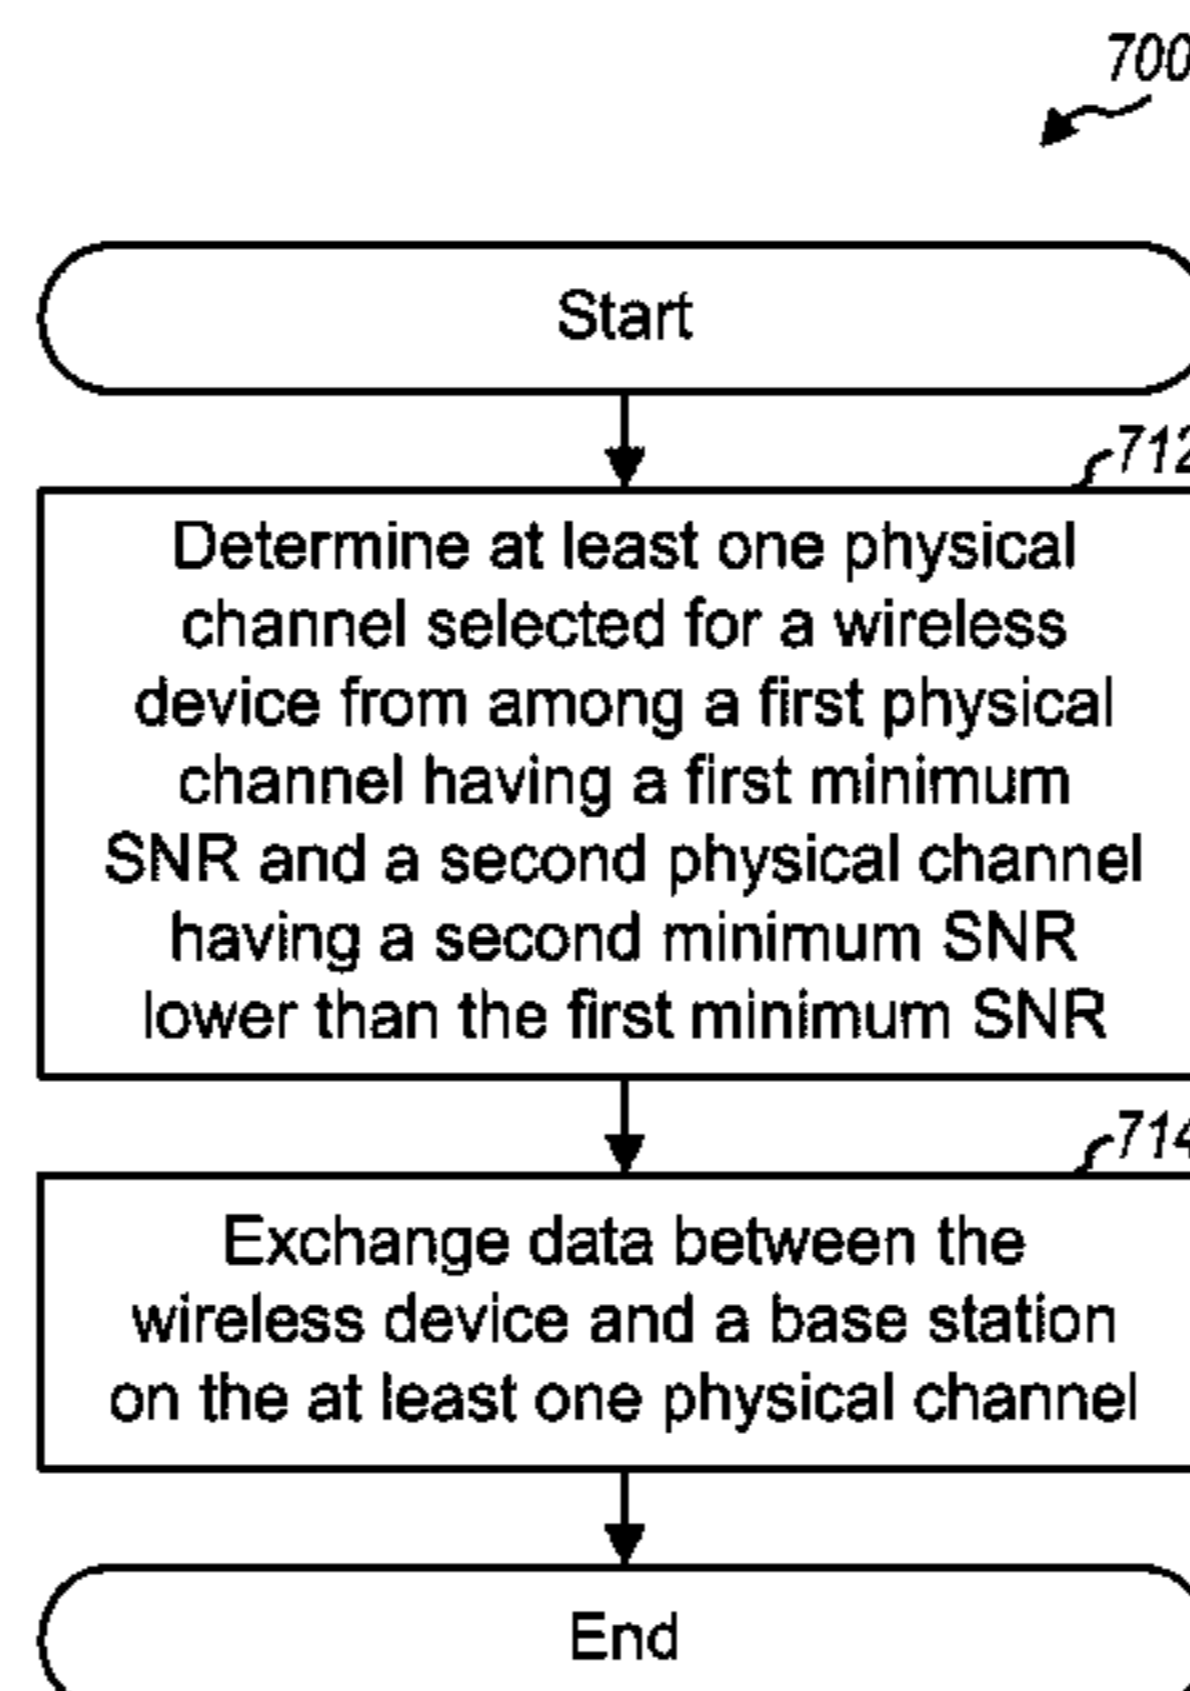 700
Start
712
Determine at least one physical
channel selected for a wireless
device from among a first physical
channel having a first minimum
SNR and a second physical channel
having a second minimum SNR
lower than the first minimum SNR
714
Exchange data between the
wireless device and a base station
on the at least one physical channel
End